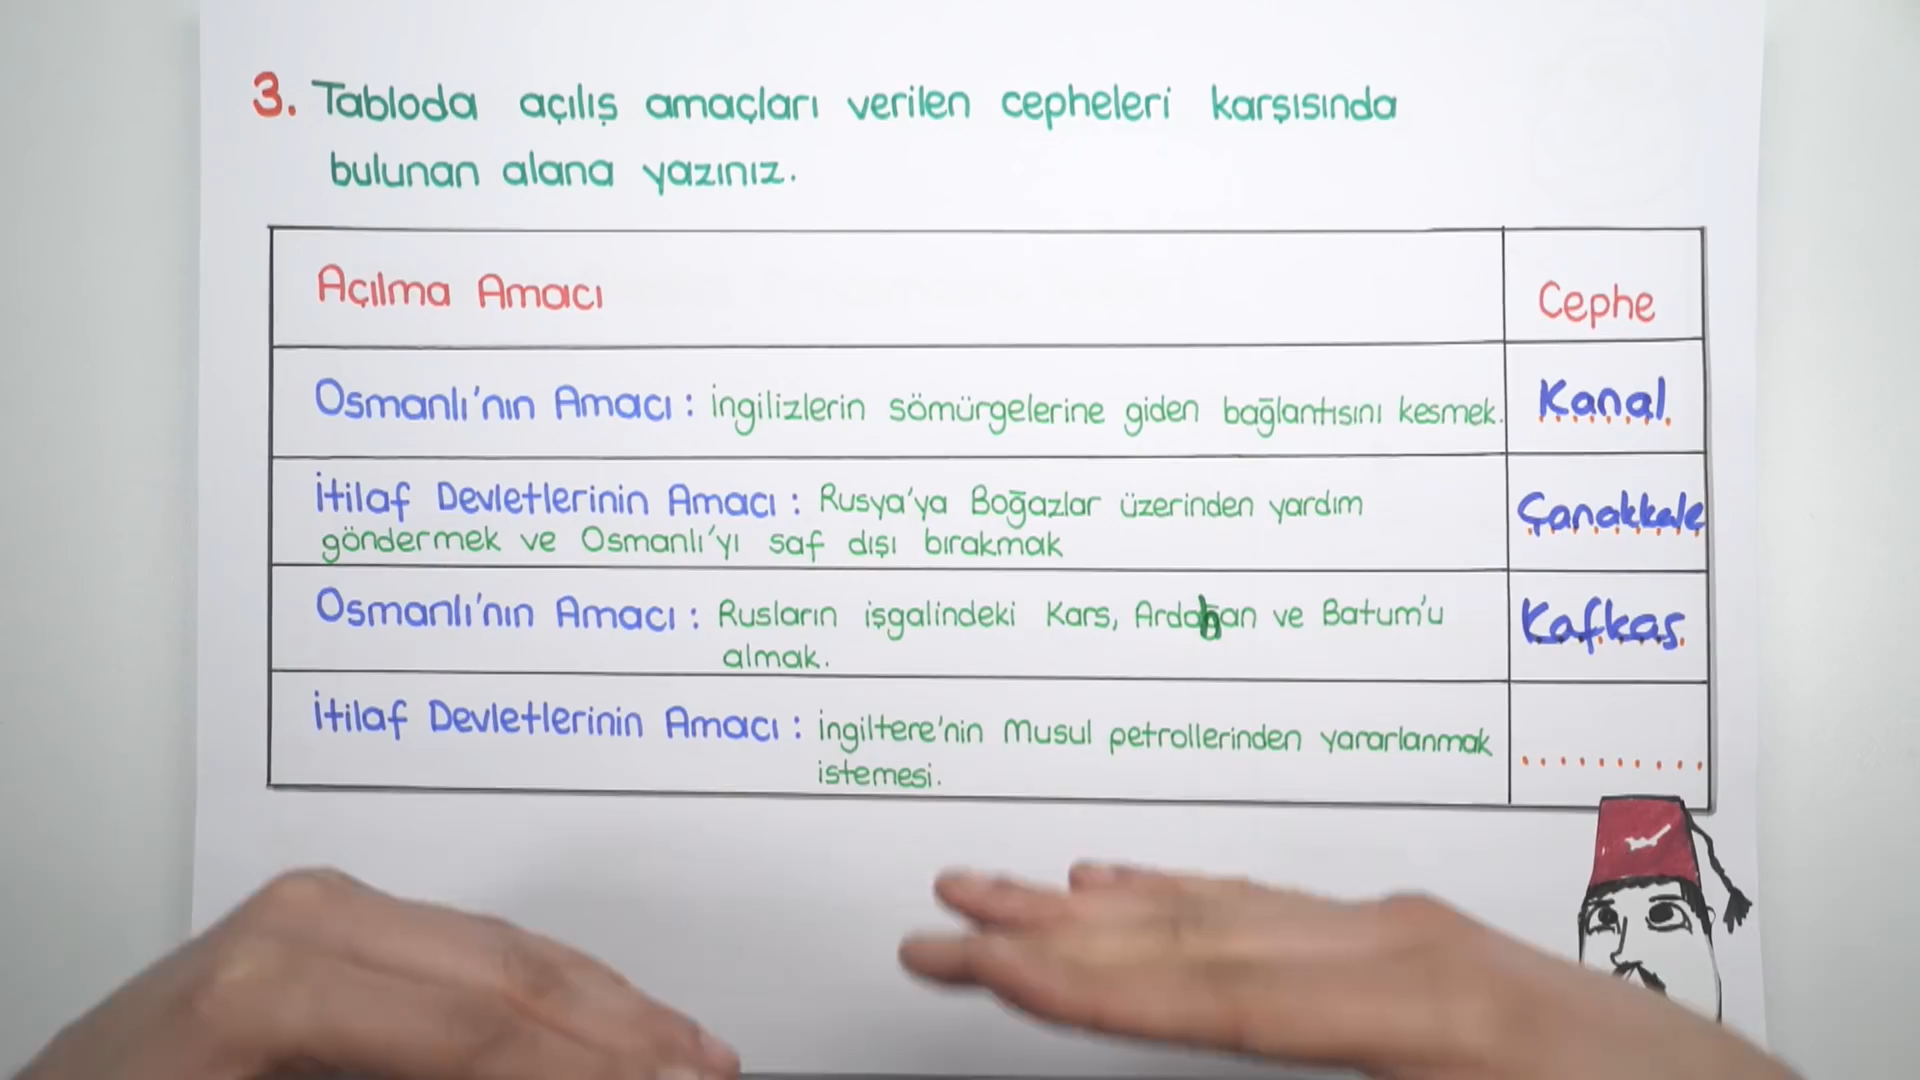 3. Tabloda açılış amaçları verilen cepheleri karşısında
bulunan alana yazınız.
Açılma Amacı
Cephe
Osmanlı'nın Amacı : İngilizlerin sömürgelerine giden bağlantısını kesmek.
Kanal
İtilaf Devletlerinin Amacı : Rusya'ya Boğazlar üzerinden yardım
göndermek ve Osmanlı'yı saf dışı bırakmak
Çanakkale
Osmanlı'nın Amacı : Rusların işgalindeki Kars, Ardahan ve Batum'u
almak.
Kafkas
İtilaf Devletlerinin Amacı : İngiltere'nin Musul petrollerinden yararlanmak
istemesi.
..........